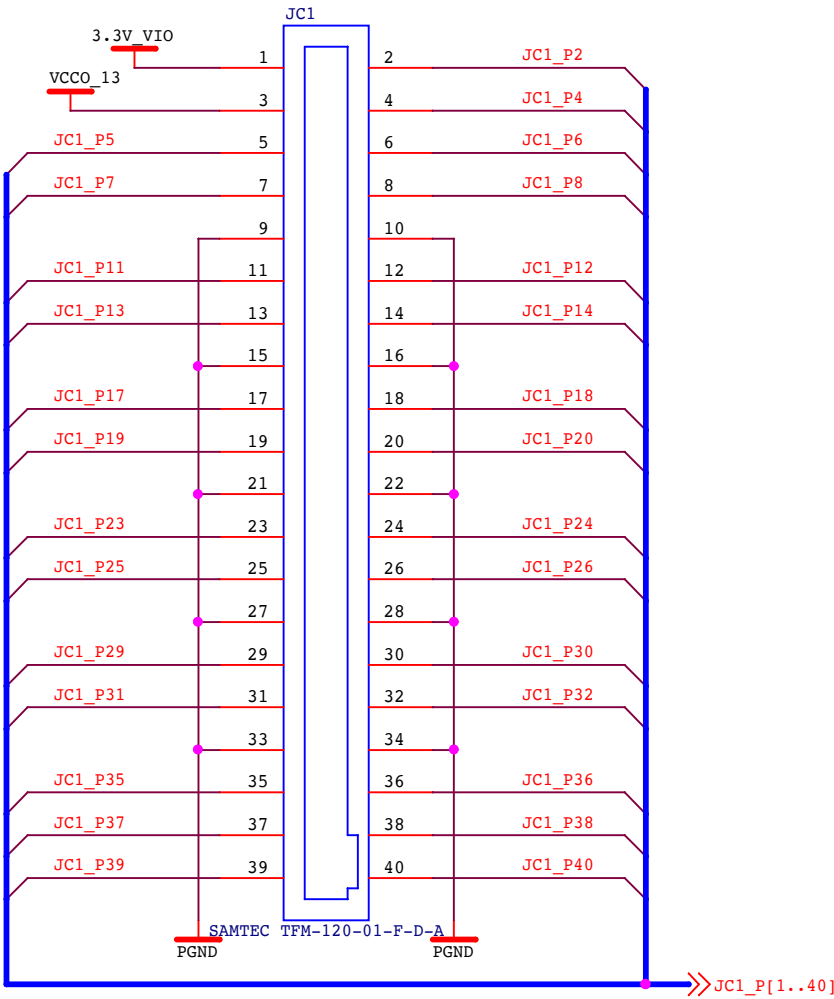 JC1
3.3V_VIO
1 2 JC1_P2
VCCO_13
3 4 JC1_P4
JC1_P5 5 6 JC1_P6
JC1_P7 7 8 JC1_P8
9 10
JC1_P11 11 12 JC1_P12
JC1_P13 13 14 JC1_P14
15 16
JC1_P17 17 18 JC1_P18
JC1_P19 19 20 JC1_P20
21 22
JC1_P23 23 24 JC1_P24
JC1_P25 25 26 JC1_P26
27 28
JC1_P29 29 30 JC1_P30
JC1_P31 31 32 JC1_P32
33 34
JC1_P35 35 36 JC1_P36
JC1_P37 37 38 JC1_P38
JC1_P39 39 40 JC1_P40
SAMTEC TFM-120-01-F-D-A
PGND PGND
JC1_P[1..40]